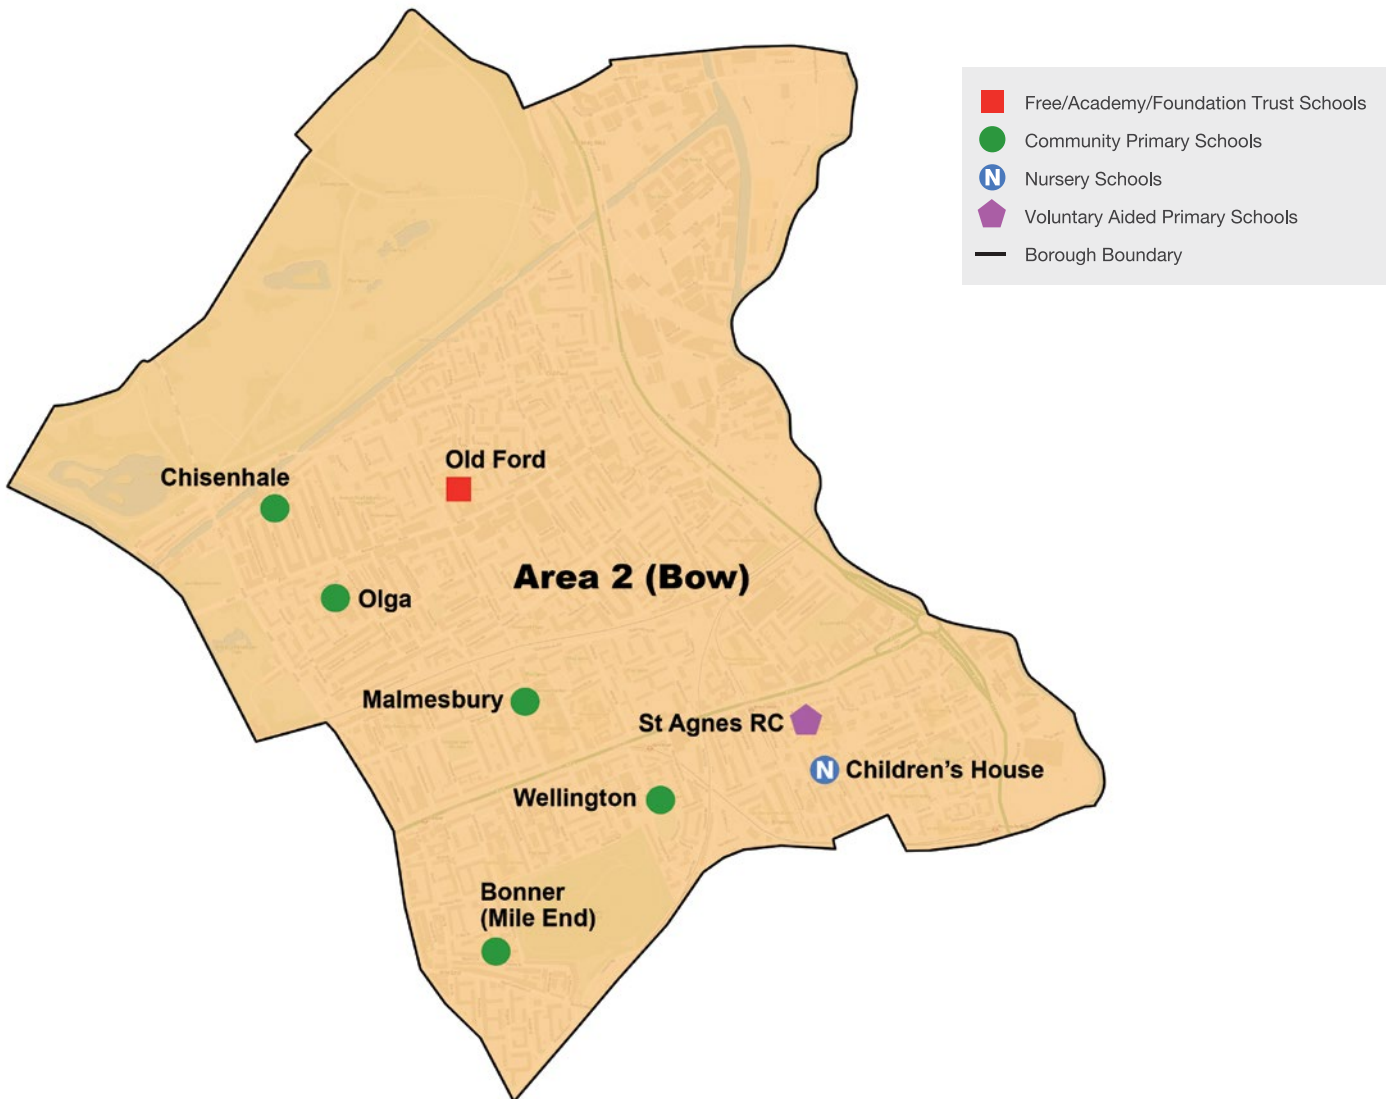 Free/Academy/Foundation Trust Schools
Community Primary Schools
N
Nursery Schools
Voluntary Aided Primary Schools
Borough Boundary
Old Ford
Chisenhale
Area 2 (Bow)
Olga
Malmesbury
St Agnes RC
N
Children’s House
Wellington
Bonner
(Mile End)